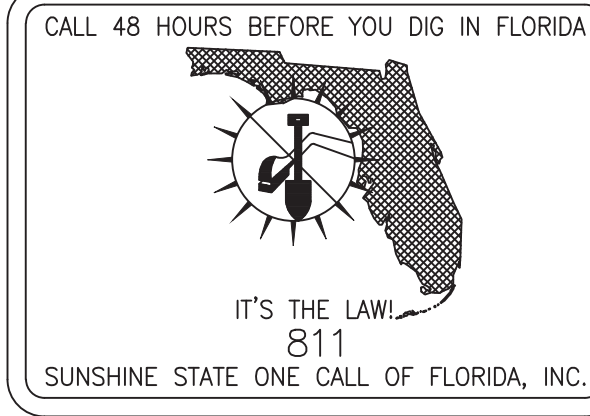 CALL 48 HOURS BEFORE YOU DIG IN FLORIDA
IT'S THE LAW!
811
SUNSHINE STATE ONE CALL OF FLORIDA, INC.